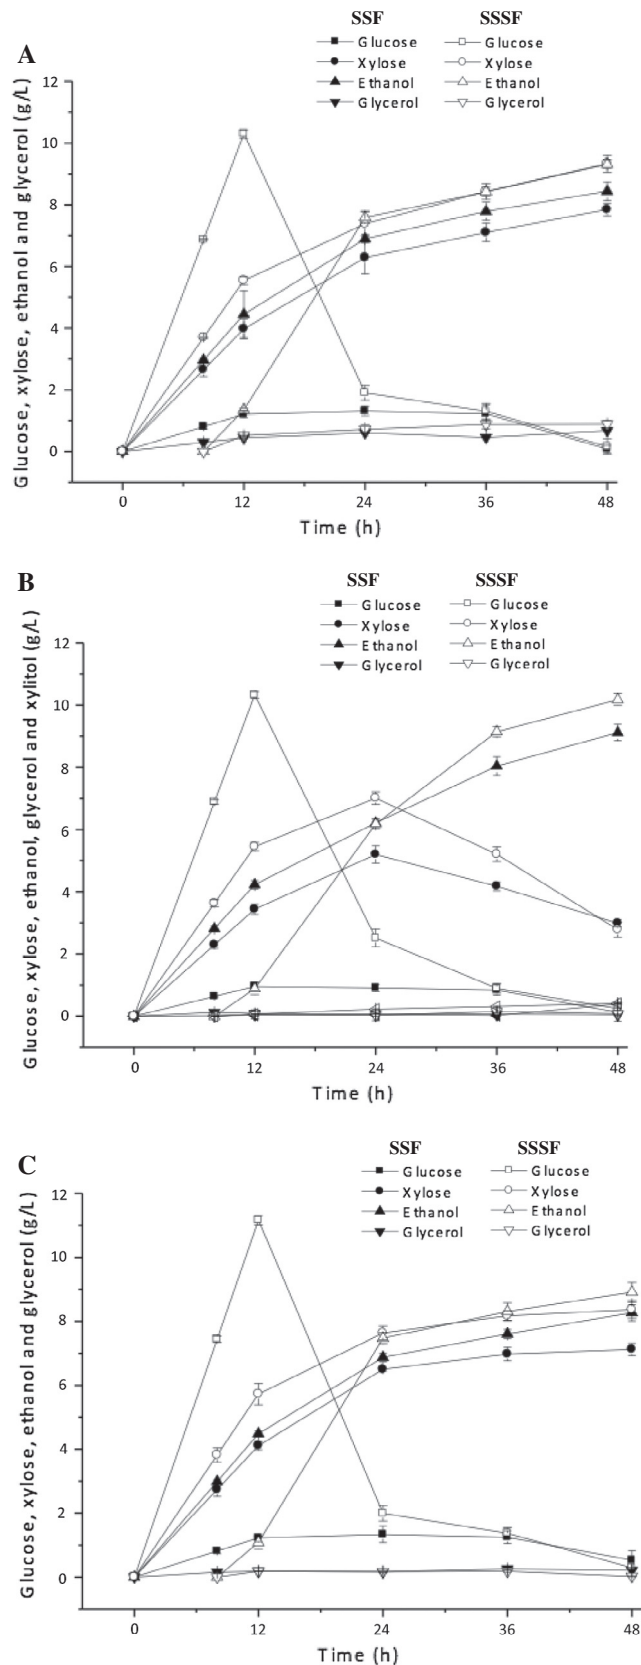 A
SSF SSSF
Glucose Glucose
Xylose Xylose
Ethanol Ethanol
Glycerol Glycerol
Glucose, xylose, ethanol and glycerol (g/L)
12
10
8
6
4
2
0
0 12 24 36 48
Time (h)
B
SSF SSSF
Glucose Glucose
Xylose Xylose
Ethanol Ethanol
Glycerol Glycerol
Glucose, xylose, ethanol, glycerol and xylitol (g/L)
12
10
8
6
4
2
0
0 12 24 36 48
Time (h)
C
SSF SSSF
Glucose Glucose
Xylose Xylose
Ethanol Ethanol
Glycerol Glycerol
Glucose, xylose, ethanol and glycerol (g/L)
12
10
8
6
4
2
0
0 12 24 36 48
Time (h)